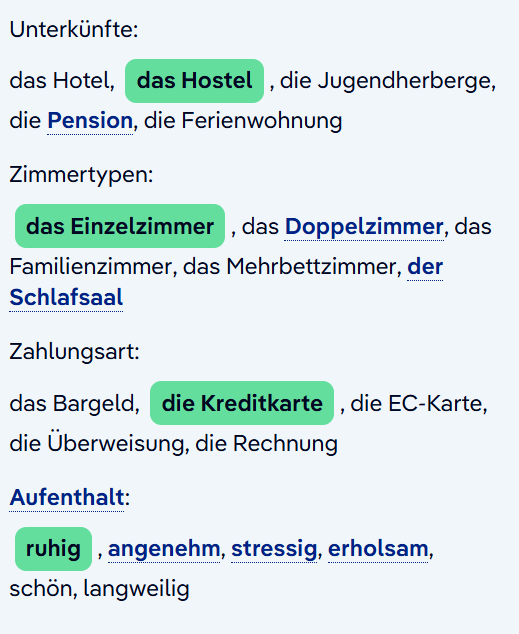 Unterkünfte:
das Hotel, das Hostel , die Jugendherberge,
die Pension, die Ferienwohnung
Zimmertypen:
das Einzelzimmer , das Doppelzimmer, das
Familienzimmer, das Mehrbettzimmer, der
Schlafsaal
Zahlungsart:
das Bargeld, die Kreditkarte , die EC-Karte,
die Überweisung, die Rechnung
Aufenthalt:
ruhig , angenehm, stressig, erholsam,
schön, langweilig